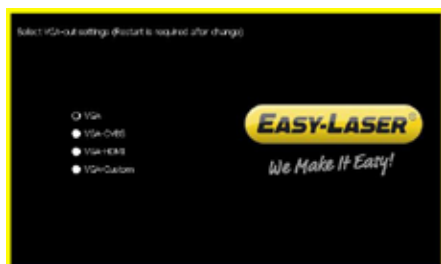 Select VGA-out settings (Restart is required after change)
VGA
VGA-CVBS
VGA-HDMI
VGA-Custom
EASY-LASER®
We Make It Easy!